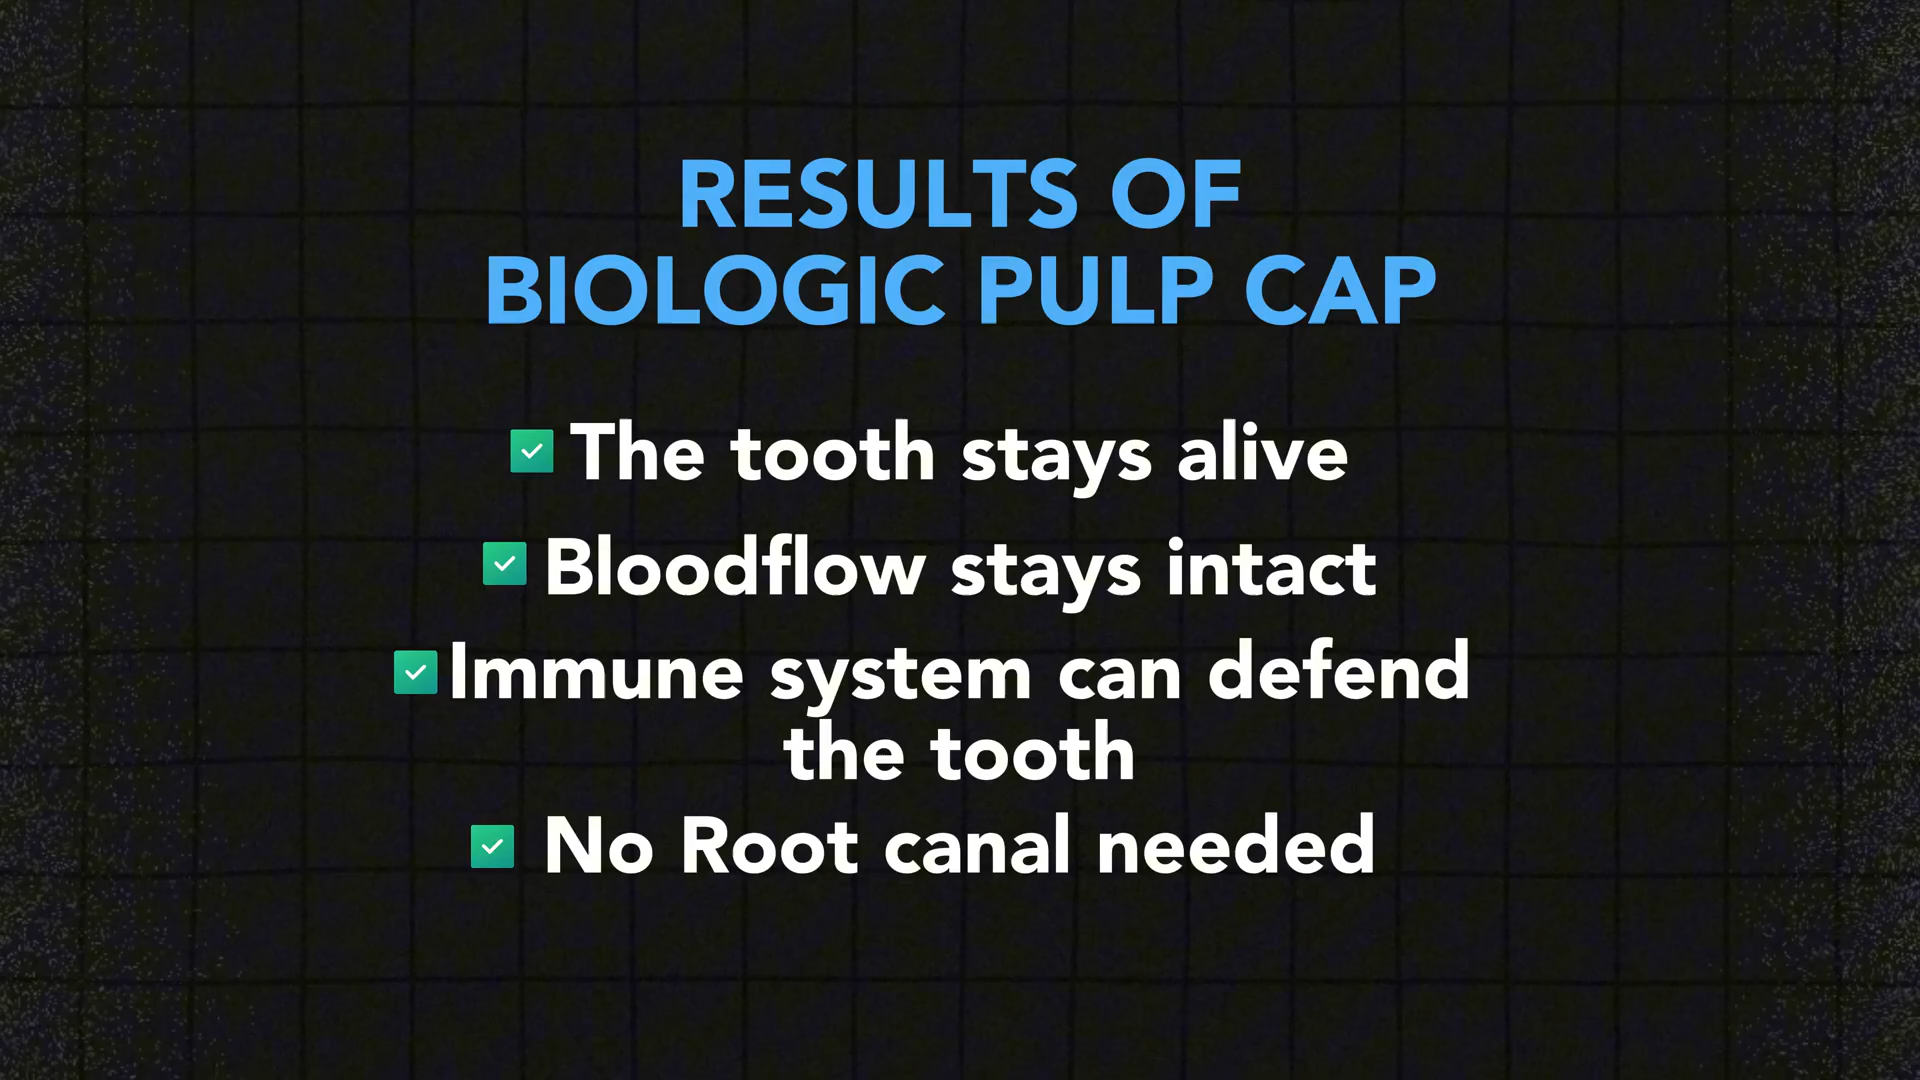 RESULTS OF
BIOLOGIC PULP CAP
The tooth stays alive
Bloodflow stays intact
Immune system can defend
the tooth
No Root canal needed